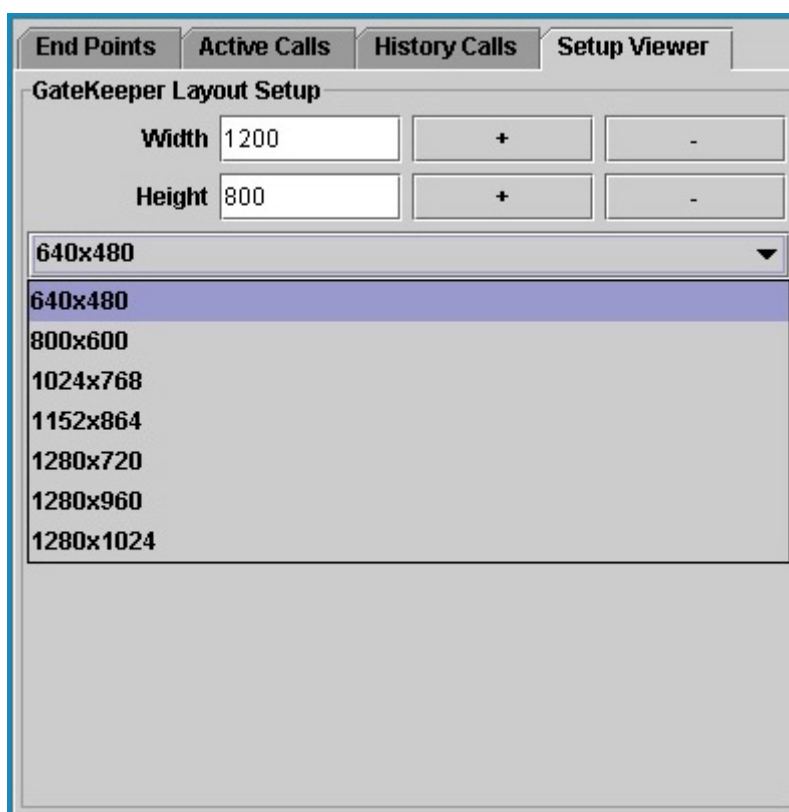 End Points Active Calls History Calls Setup Viewer
GateKeeper Layout Setup
Width 1200 + -
Height 800 + -
640x480
640x480
800x600
1024x768
1152x864
1280x720
1280x960
1280x1024